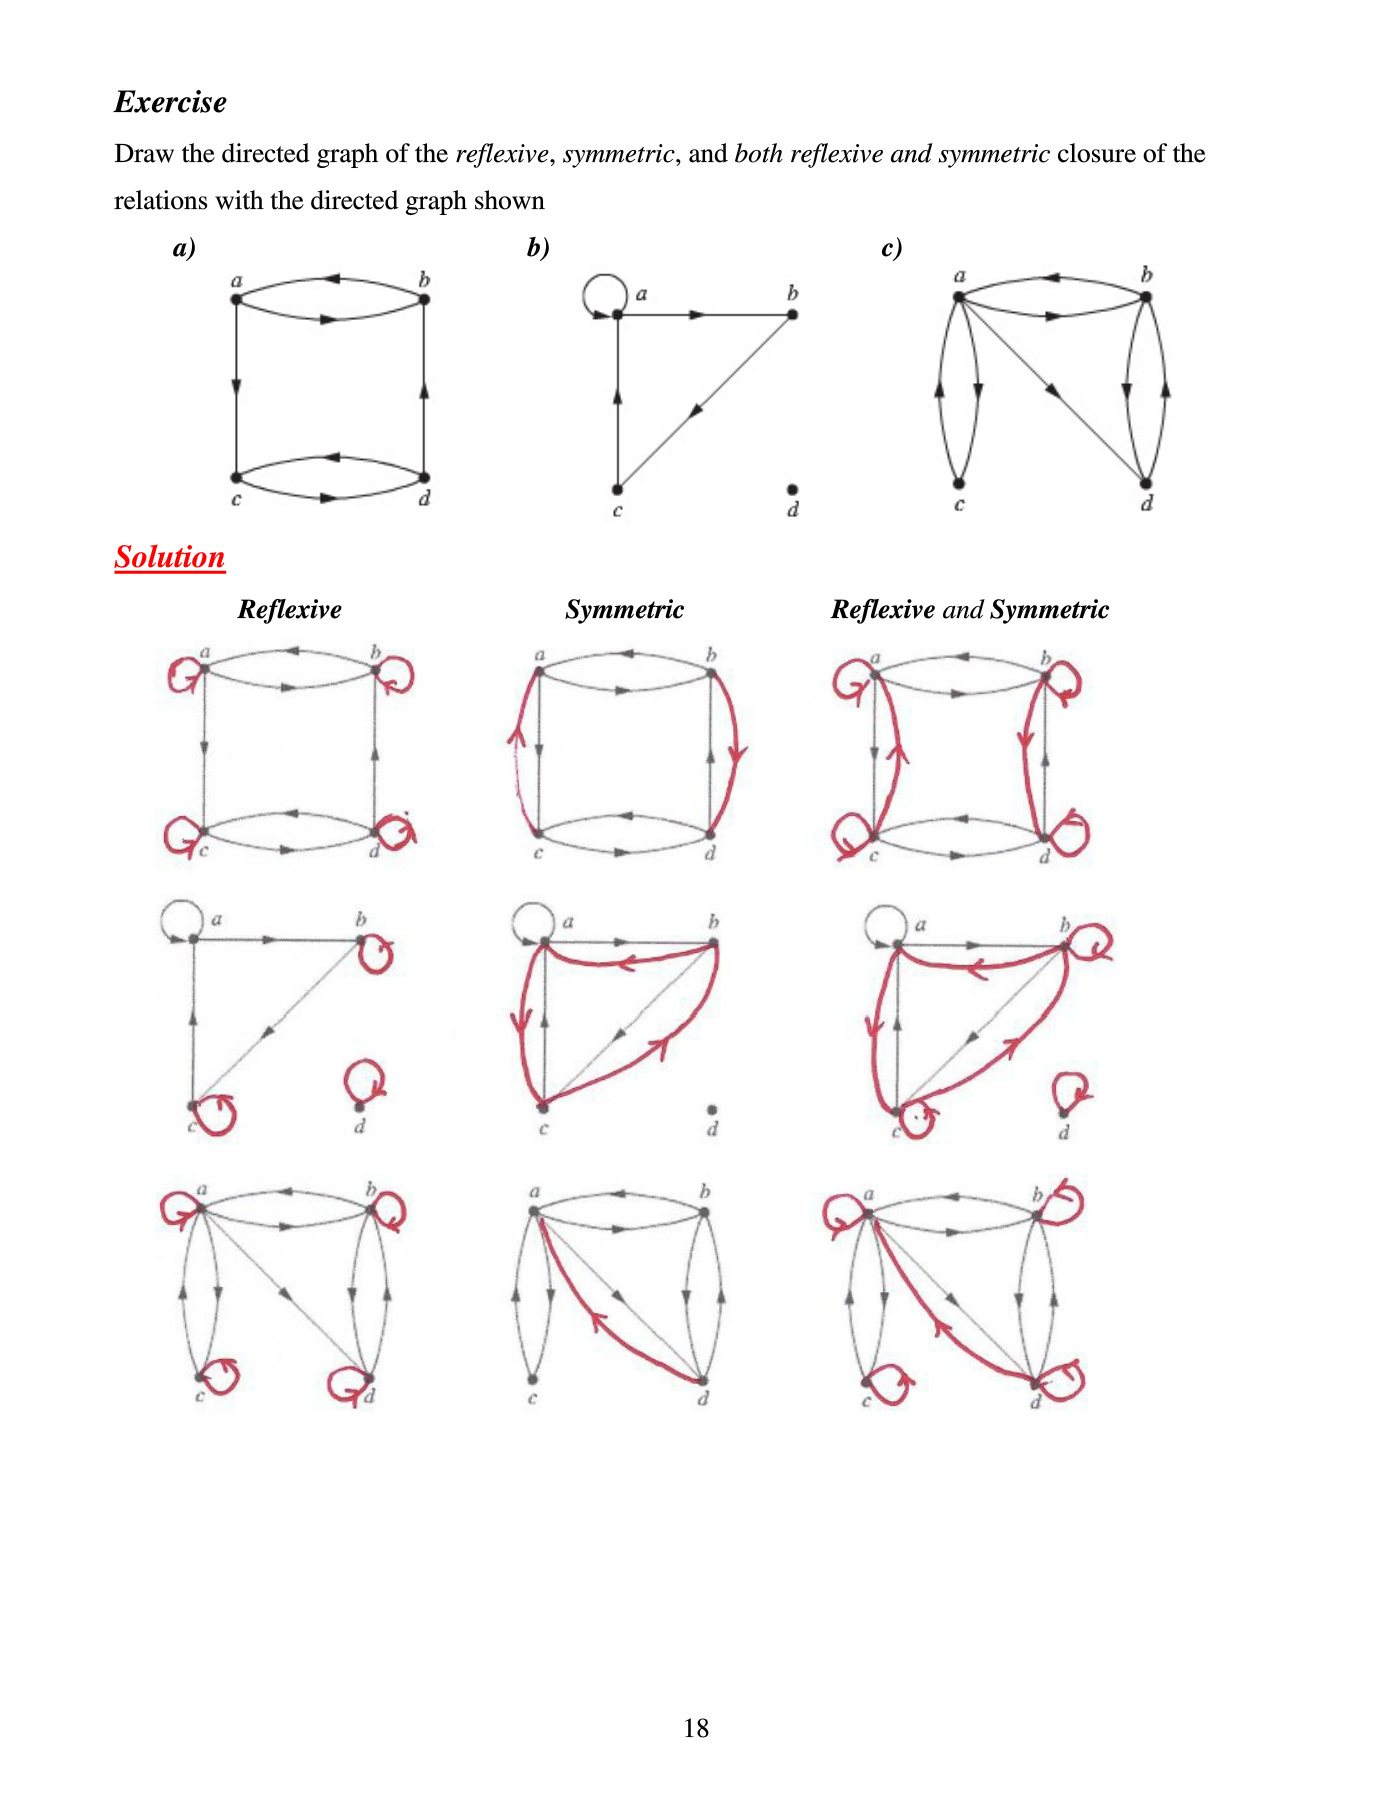 Exercise
Draw the directed graph of the reflexive, symmetric, and both reflexive and symmetric closure of the
relations with the directed graph shown
a) b) c)
a b a b a b
c d c d c d
Solution
Reflexive Symmetric Reflexive and Symmetric
a b a b a b
c d c d c d
a b a b a b
c d c d c d
a b a b a b
c d c d c d
18